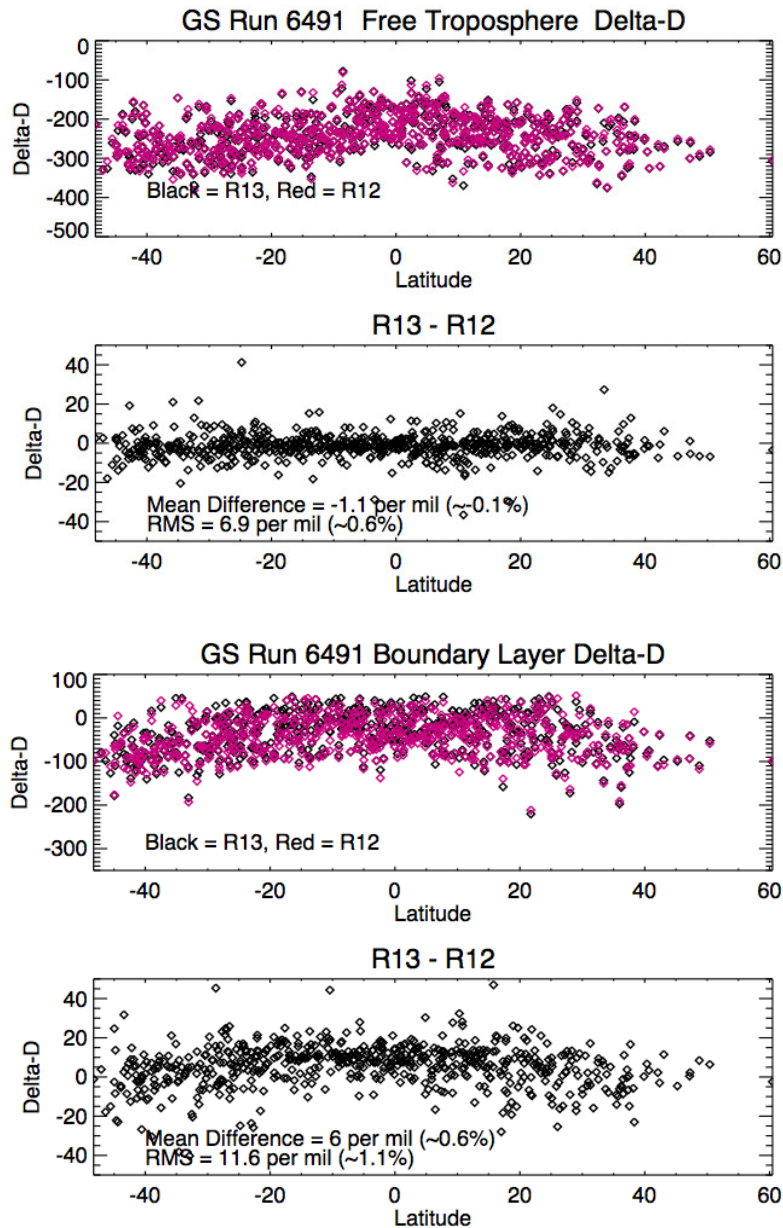 GS Run 6491 Free Troposphere Delta-D
0
-100
-200
-300
-400
-500
Delta-D
Black = R13, Red = R12
-40 -20 0 20 40 60
Latitude
R13 - R12
40
20
0
-20
-40
Delta-D
Mean Difference = -1.1 per mil (~-0.1%)
RMS = 6.9 per mil (~0.6%)
-40 -20 0 20 40 60
Latitude
GS Run 6491 Boundary Layer Delta-D
100
0
-100
-200
-300
Delta-D
Black = R13, Red = R12
-40 -20 0 20 40 60
Latitude
R13 - R12
40
20
0
-20
-40
Delta-D
Mean Difference = 6 per mil (~0.6%)
RMS = 11.6 per mil (~1.1%)
-40 -20 0 20 40 60
Latitude